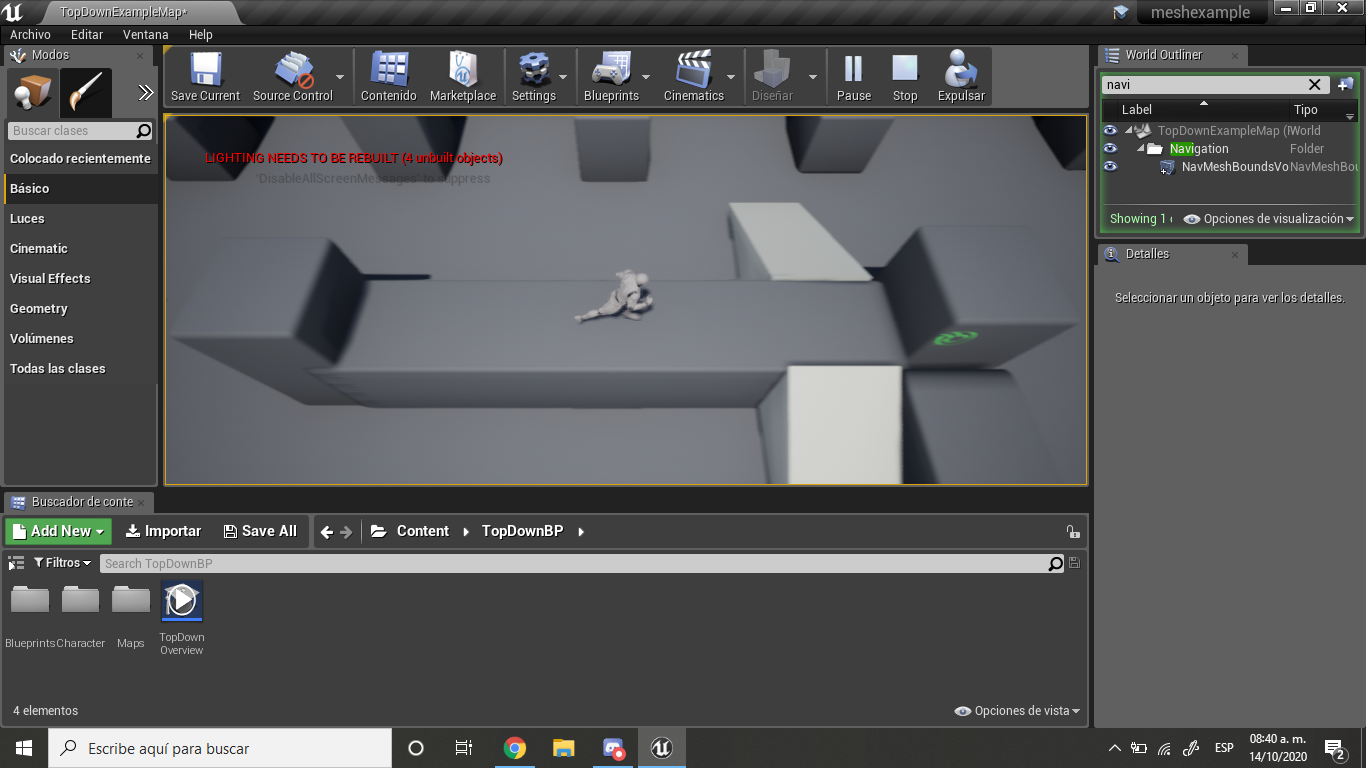 TopDownExampleMap*
meshexample
Archivo Editar Ventana Help
Modos
Buscar clases
Colocado recientemente
Básico
Luces
Cinematic
Visual Effects
Geometry
Volúmenes
Todas las clases
Save Current Source Control Contenido Marketplace Settings Blueprints Cinematics Diseñar Pause Stop Expulsar
LIGHTING NEEDS TO BE REBUILT (4 unbuilt objects)
'DisableAllScreenMessages' to suppress
World Outliner
navi
Label Tipo
TopDownExampleMap (I World
Navigation Folder
NavMeshBoundsVo NavMeshBou
Showing 1 Opciones de visualización
Detalles
Seleccionar un objeto para ver los detalles.
Buscador de conte
Add New Importar Save All Content TopDownBP
Filtros Search TopDownBP
Blueprints Character Maps TopDown
Overview
4 elementos Opciones de vista
Escribe aquí para buscar
ESP
08:40 a. m.
14/10/2020
2